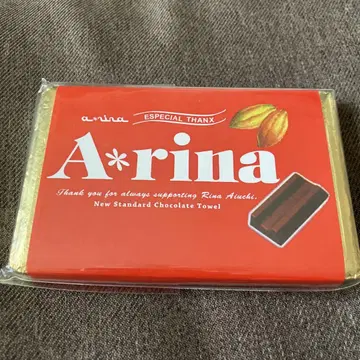 a*rina ESPECIAL THANX
A*rina
Thank you for always supporting Rina Aiuchi.
New Standard Chocolate Towel